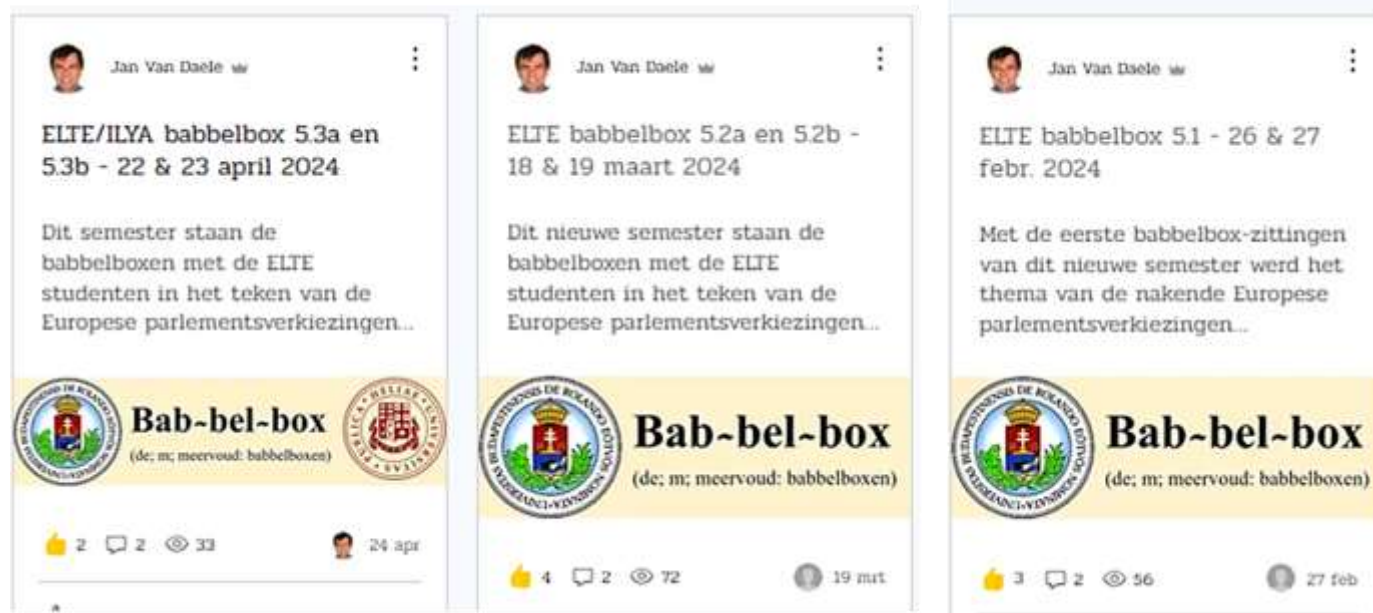 Jan Van Daele
ELTE/ILYA babbelbox 5.3a en
5.3b - 22 & 23 april 2024
Dit semester staan de
babbelboxen met de ELTE
studenten in het teken van de
Europese parlementsverkiezingen...
Bab~bel~box
(de; m; meervoud: babbelboxen)
2 2 33
24 apr
Jan Van Daele
ELTE babbelbox 5.2a en 5.2b -
18 & 19 maart 2024
Dit nieuwe semester staan de
babbelboxen met de ELTE
studenten in het teken van de
Europese parlementsverkiezingen...
Bab~bel~box
(de; m; meervoud: babbelboxen)
4 2 72
19 mrt
Jan Van Daele
ELTE babbelbox 5.1 - 26 & 27
febr. 2024
Met de eerste babbelbox-zittingen
van dit nieuwe semester werd het
thema van de nakende Europese
parlementsverkiezingen...
Bab~bel~box
(de; m; meervoud: babbelboxen)
3 2 56
27 feb